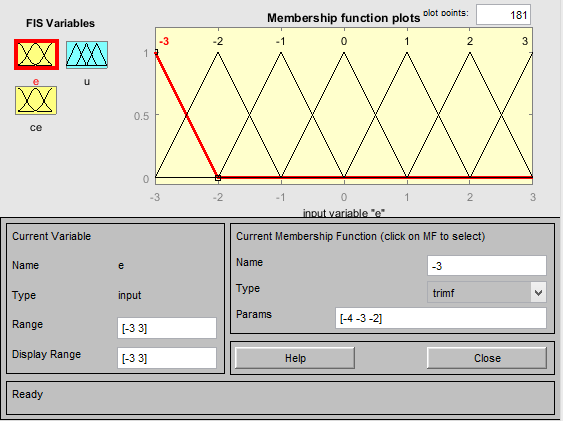 FIS Variables
Membership function plots
plot points:
181
e
u
ce
-3
-2
-1
0
1
2
3
1
0.5
0
-3
-2
-1
0
1
2
3
input variable "e"
Current Variable
Name
e
Type
input
Range
[-3 3]
Display Range
[-3 3]
Current Membership Function (click on MF to select)
Name
-3
Type
trimf
Params
[-4 -3 -2]
Help
Close
Ready